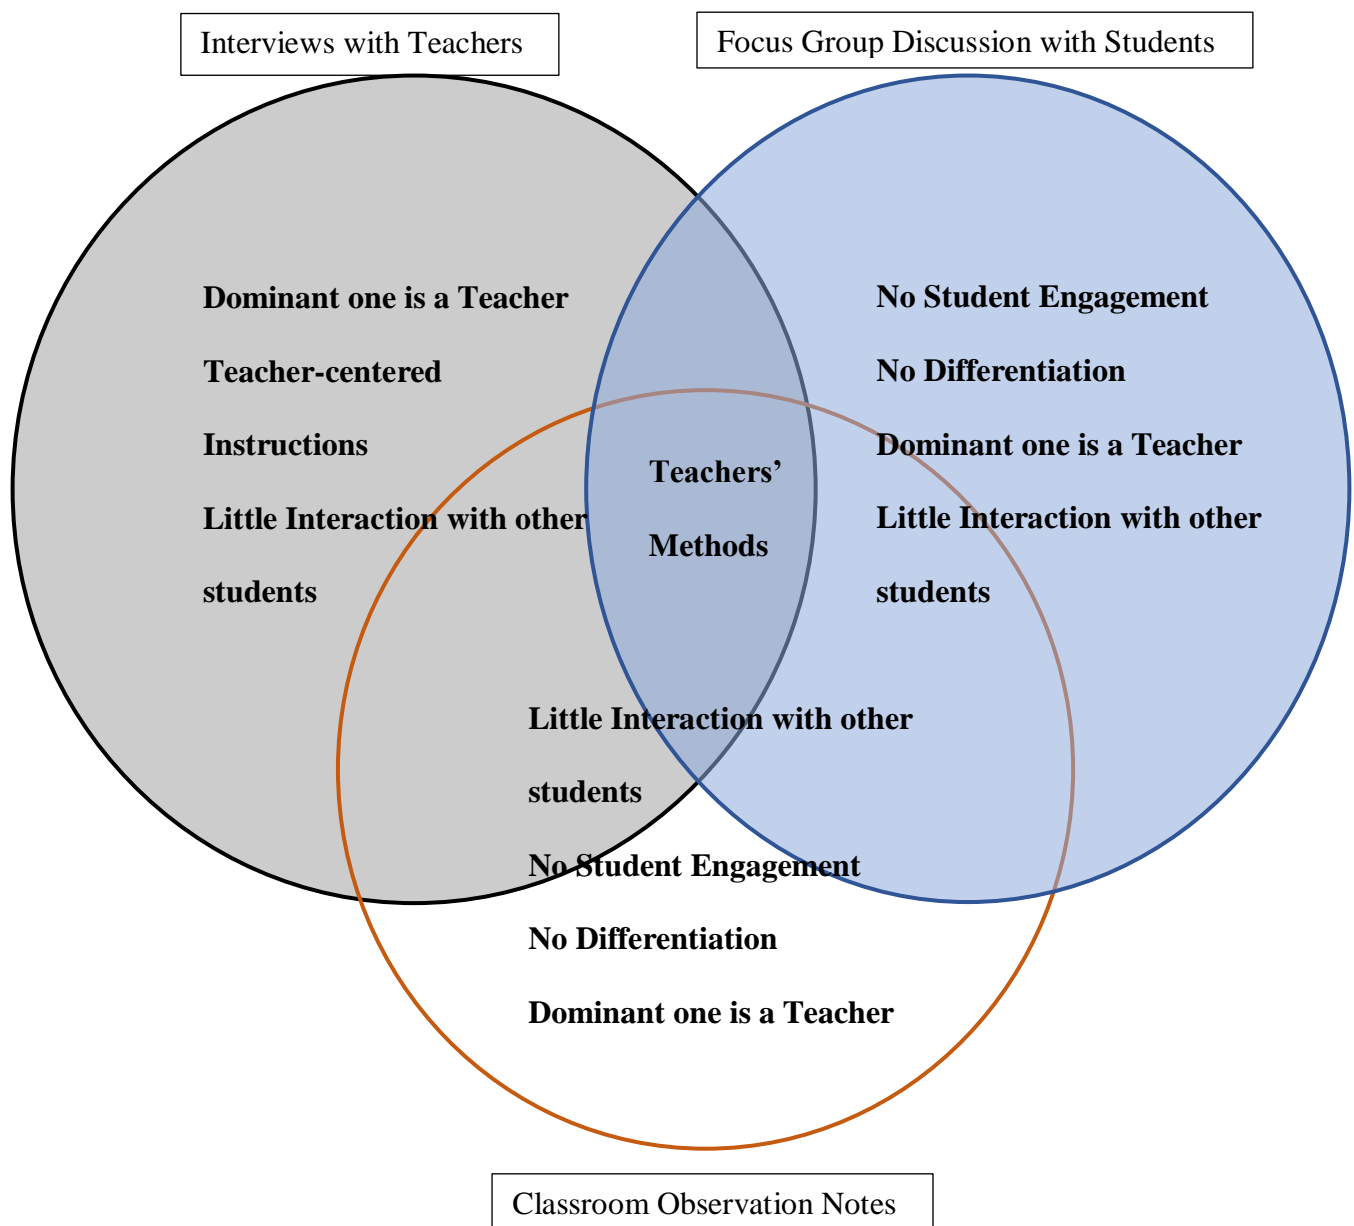 Interviews with Teachers
Focus Group Discussion with Students
Dominant one is a Teacher
Teacher-centered
Instructions
Little Interaction with other
students
Teachers’
Methods
No Student Engagement
No Differentiation
Dominant one is a Teacher
Little Interaction with other
students
Little Interaction with other
students
No Student Engagement
No Differentiation
Dominant one is a Teacher
Classroom Observation Notes